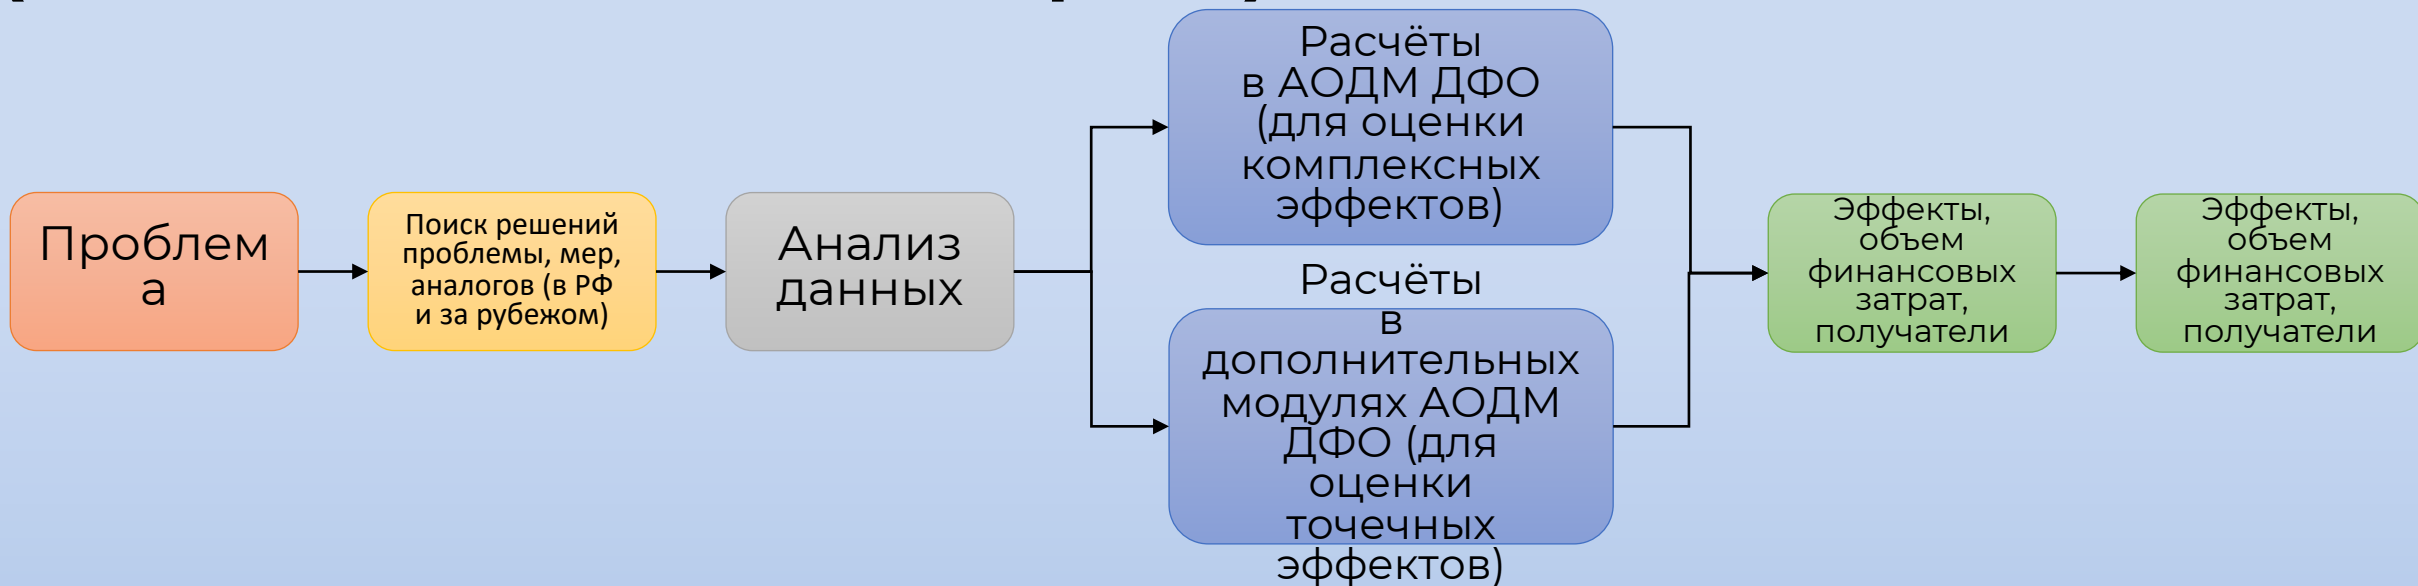 Проблем
а
Поиск решений
проблемы, мер,
аналогов (в РФ
и за рубежом)
Анализ
данных
Расчёты
в АОДМ ДФО
(для оценки
комплексных
эффектов)
Расчёты
в
дополнительных
модулях АОДМ
ДФО (для
оценки
точечных
эффектов)
Эффекты,
объем
финансовых
затрат,
получатели
Эффекты,
объем
финансовых
затрат,
получатели